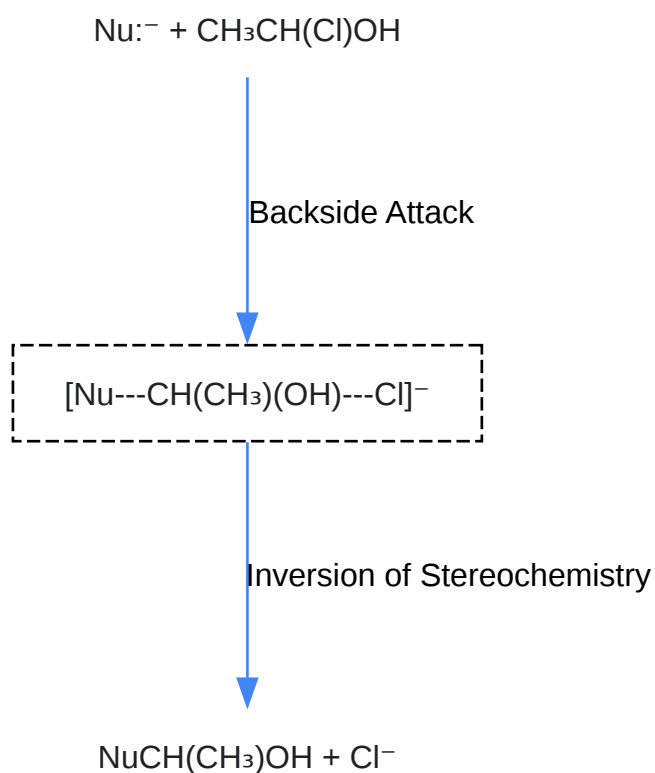 Nu:⁻ + CH₃CH(Cl)OH
Backside Attack
[Nu---CH(CH₃)(OH)---Cl]⁻
Inversion of Stereochemistry
NuCH(CH₃)OH + Cl⁻